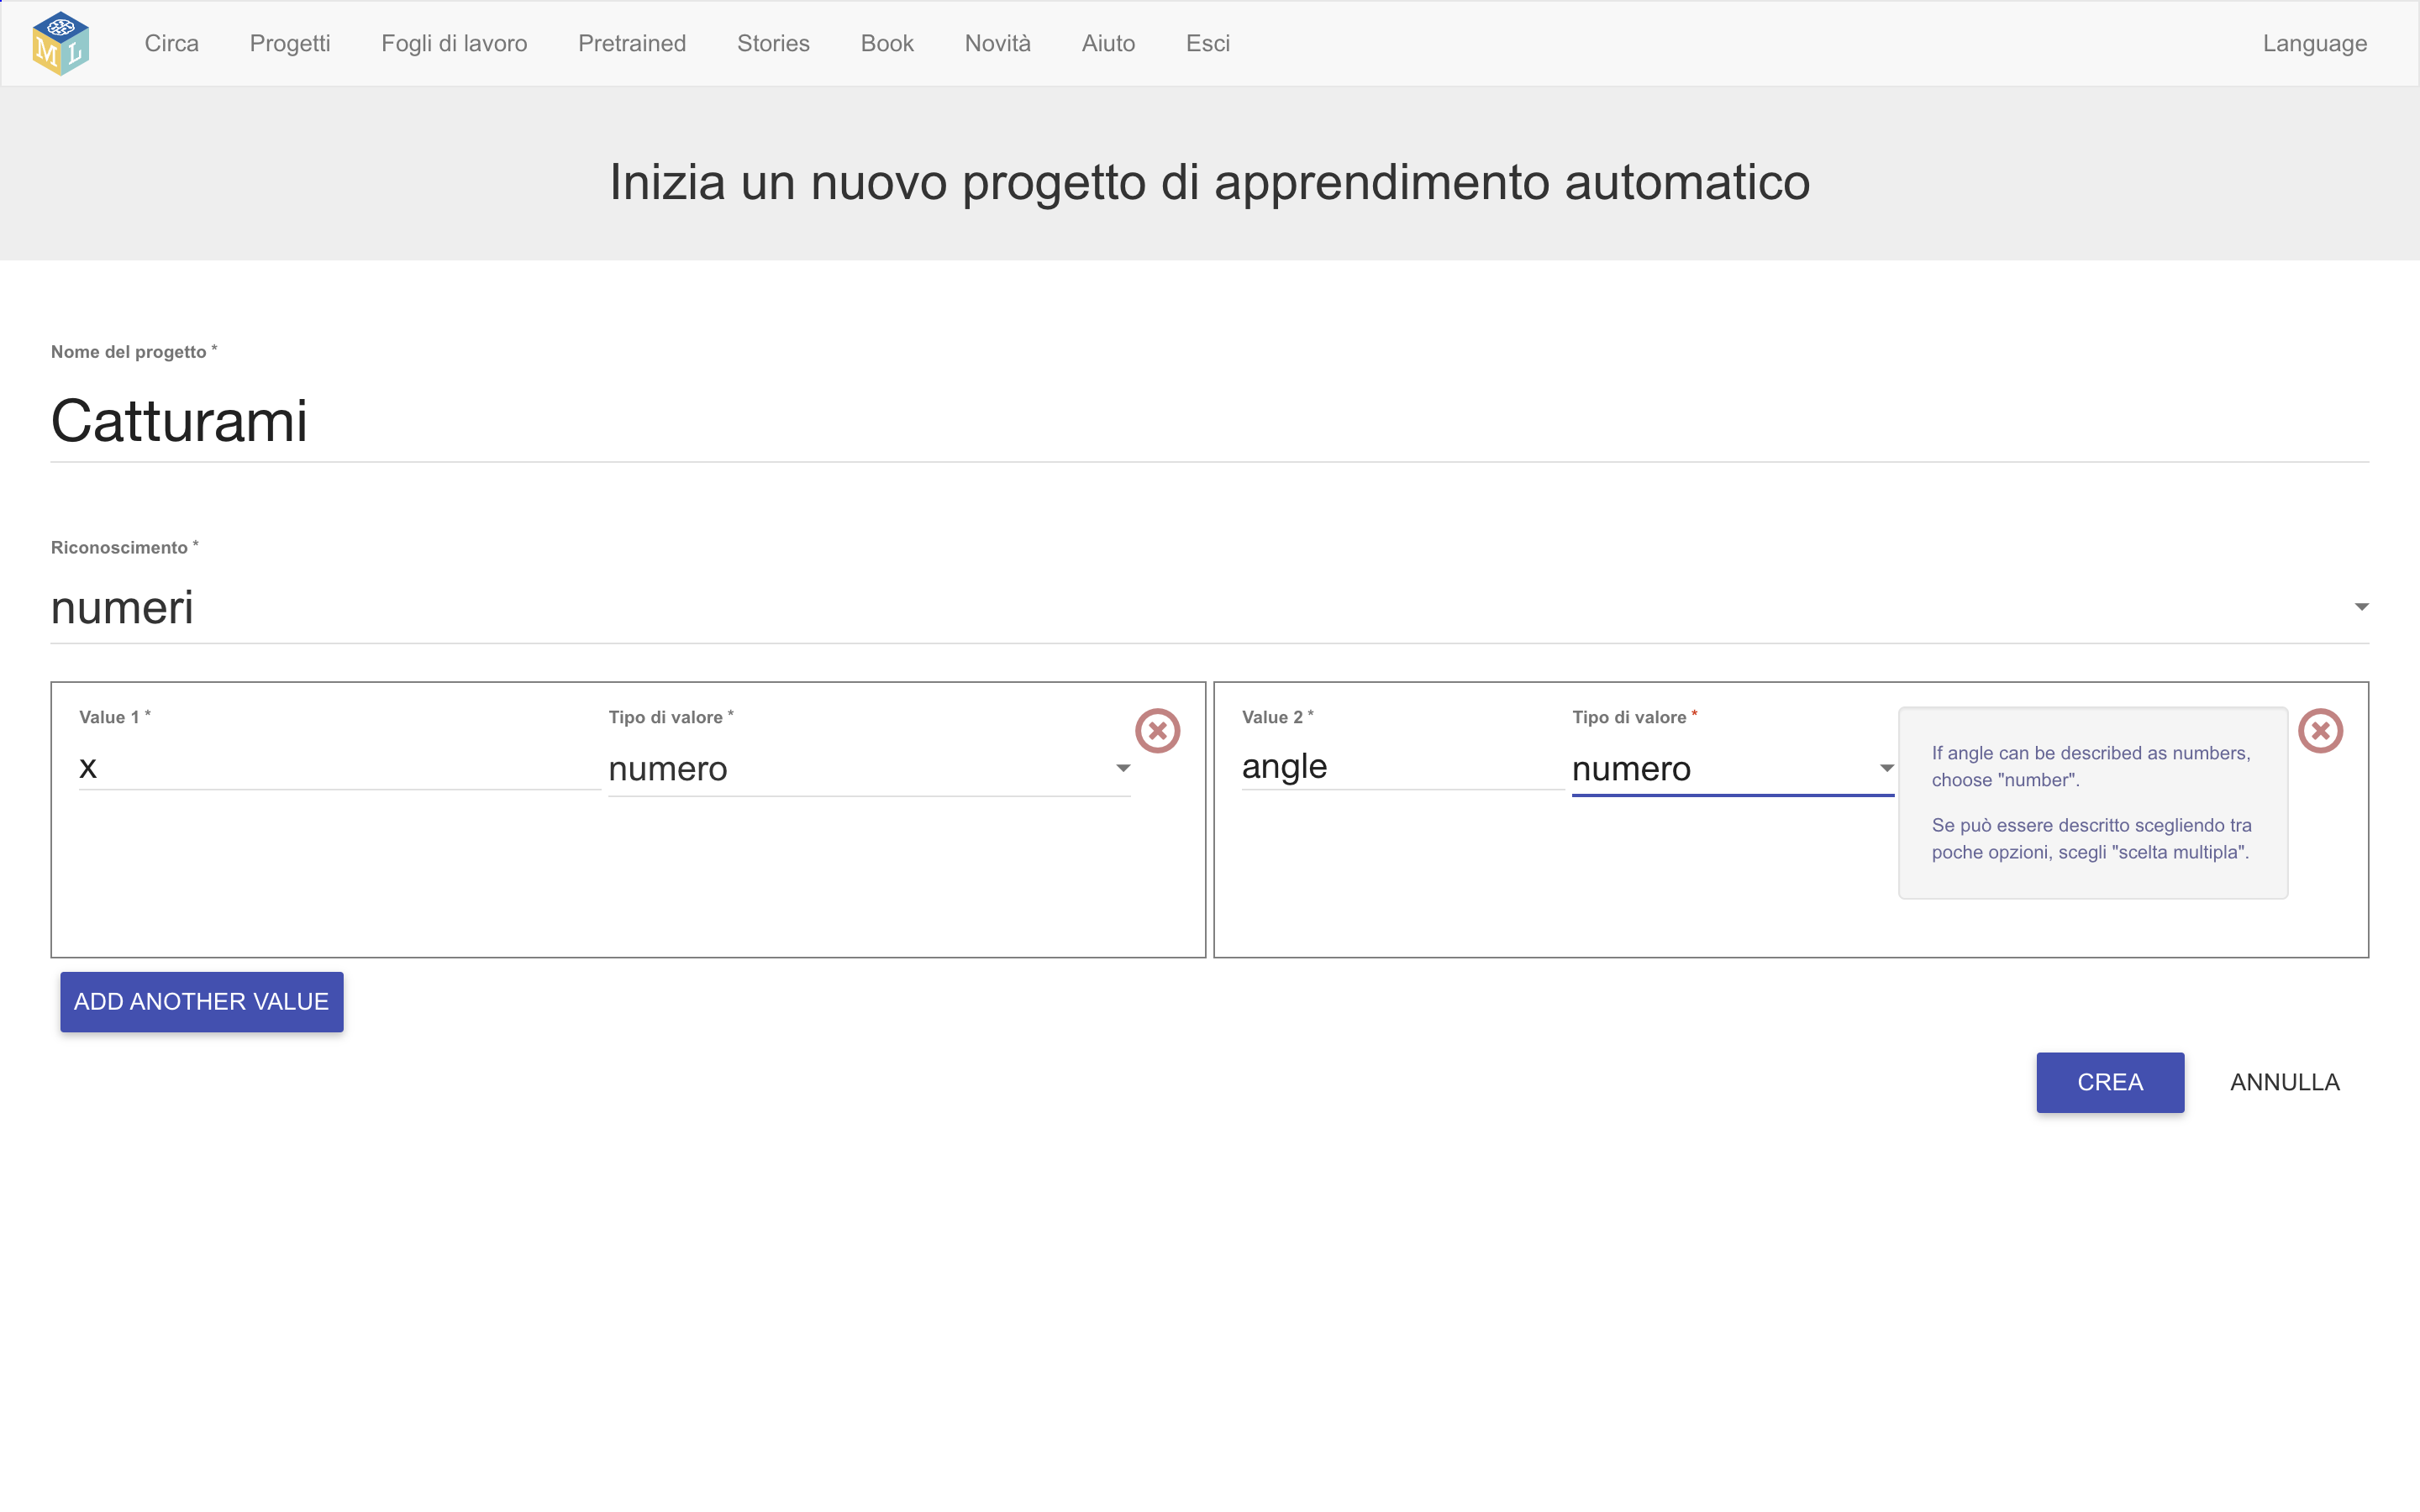 M L
Circa Progetti Fogli di lavoro Pretrained Stories Book Novità Aiuto Esci Language
Inizia un nuovo progetto di apprendimento automatico
Nome del progetto *
Catturami
Riconoscimento *
numeri
Value 1 * Tipo di valore *
x numero
Value 2 * Tipo di valore *
angle numero
If angle can be described as numbers,
choose "number".
Se può essere descritto scegliendo tra
poche opzioni, scegli "scelta multipla".
ADD ANOTHER VALUE
CREA ANNULLA